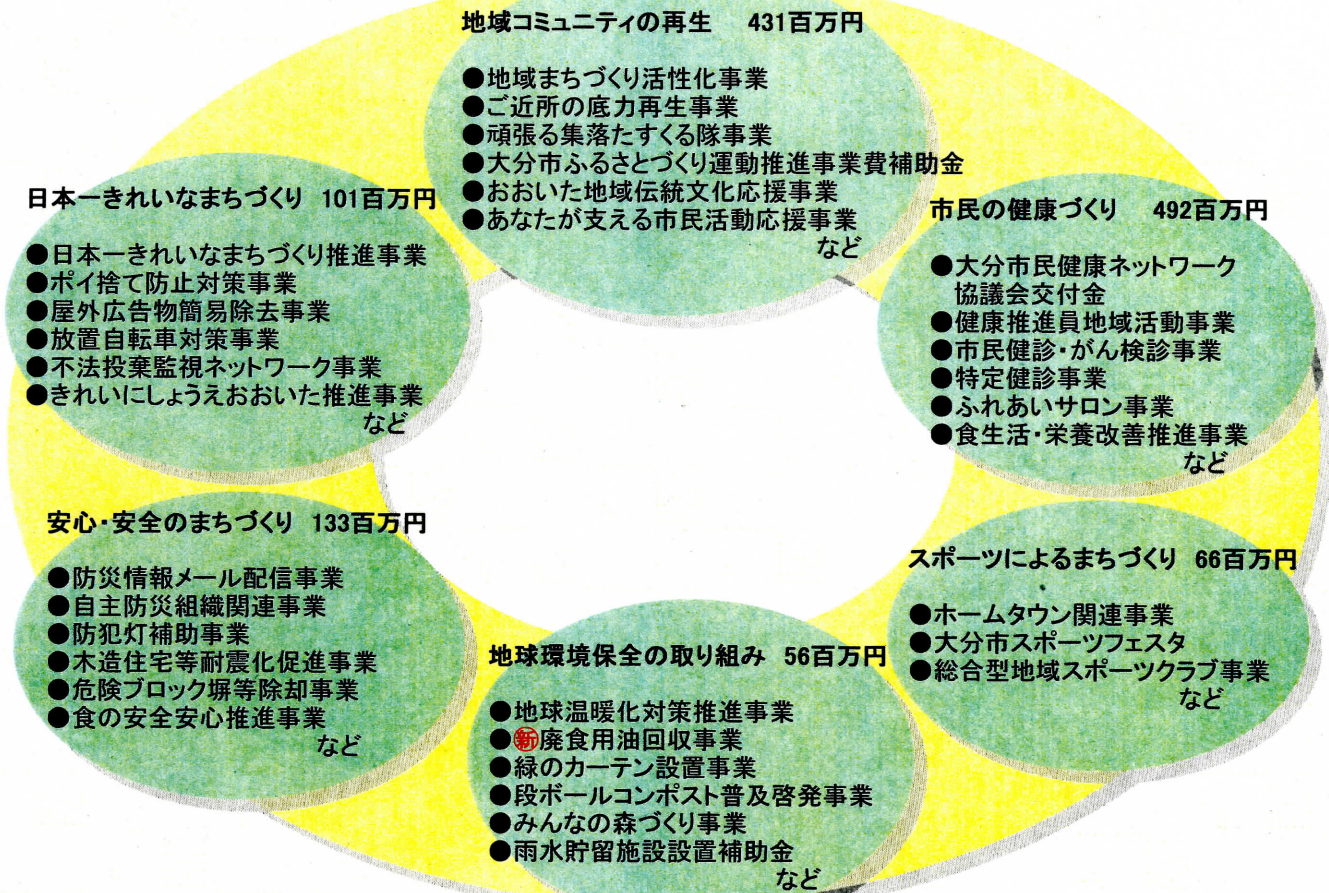 地域コミュニティの再生 431百万円
●地域まちづくり活性化事業
●ご近所の底力再生事業
●頑張る集落たすくる隊事業
●大分市ふるさとづくり運動推進事業費補助金
●おおいた地域伝統文化応援事業
●あなたが支える市民活動応援事業
など
日本一きれいなまちづくり 101百万円
●日本一きれいなまちづくり推進事業
●ポイ捨て防止対策事業
●屋外広告物簡易除去事業
●放置自転車対策事業
●不法投棄監視ネットワーク事業
●きれいにしょうえおおいた推進事業
など
市民の健康づくり 492百万円
●大分市民健康ネットワーク
協議会交付金
●健康推進員地域活動事業
●市民健診・がん検診事業
●特定健診事業
●ふれあいサロン事業
●食生活・栄養改善推進事業
など
安心・安全のまちづくり 133百万円
●防災情報メール配信事業
●自主防災組織関連事業
●防犯灯補助事業
●木造住宅等耐震化促進事業
●危険ブロック塀等除却事業
●食の安全安心推進事業
など
地球環境保全の取り組み 56百万円
●地球温暖化対策推進事業
●㊟廃食用油回収事業
●緑のカーテン設置事業
●段ボールコンポスト普及啓発事業
●みんなの森づくり事業
●雨水貯留施設設置補助金
など
スポーツによるまちづくり 66百万円
●ホームタウン関連事業
●大分市スポーツフェスタ
●総合型地域スポーツクラブ事業
など